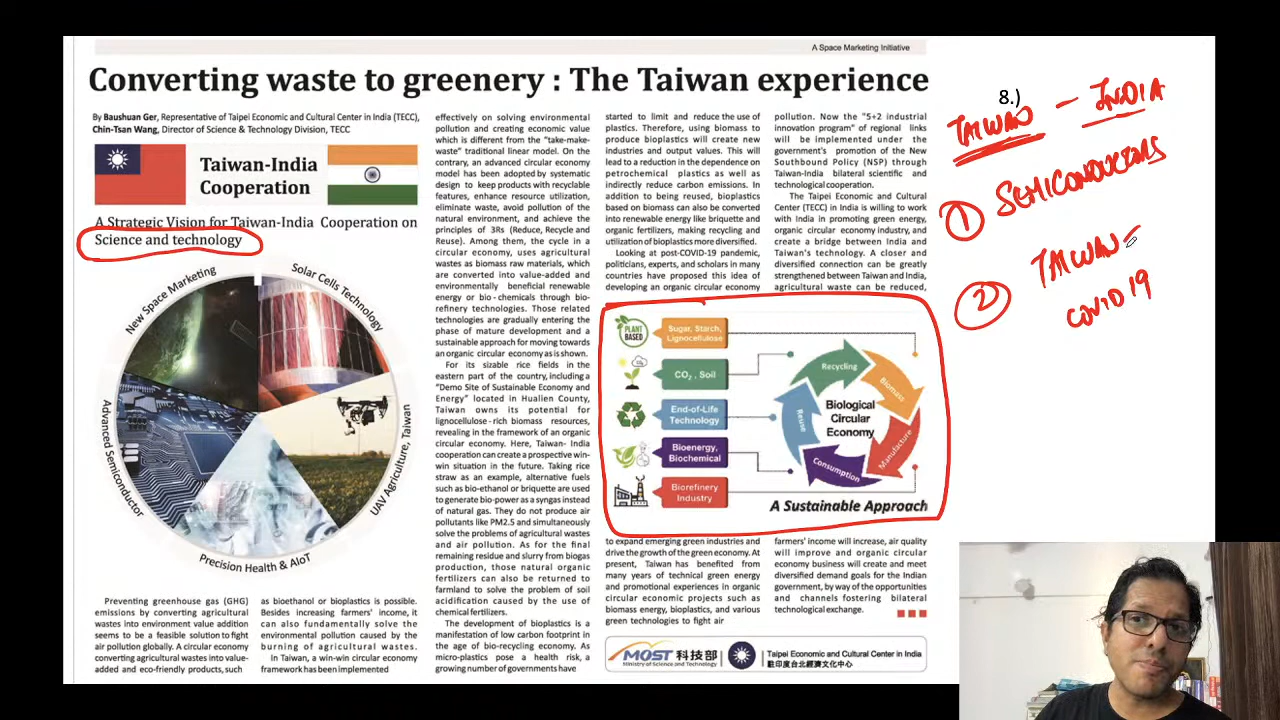 A Space Marketing Initiative
Converting waste to greenery : The Taiwan experience
By Baushuan Ger, Representative of Taipei Economic and Cultural Center in India (TECC),
Chin-Tsan Wang, Director of Science & Technology Division, TECC
Taiwan-India
Cooperation
A Strategic Vision for Taiwan-India Cooperation on
Science and technology
New Space Marketing
Solar Cells Technology
Advanced Semiconductor
UAV Agriculture, Taiwan
Precision Health & AIoT
Preventing greenhouse gas (GHG)
emissions by converting agricultural
wastes into environment value addition
seems to be a feasible solution to fight
air pollution globally. A circular economy
converting agricultural wastes into value-
added and eco-friendly products, such
as bioethanol or bioplastics is possible.
Besides increasing farmers' income, it
can also fundamentally solve the
environmental pollution caused by the
burning of agricultural wastes.
In Taiwan, a win-win circular economy
framework has been implemented
effectively on solving environmental
pollution and creating economic value
which is different from the "take-make-
waste" traditional linear model. On the
contrary, an advanced circular economy
model has been adopted by systematic
design to keep products with recyclable
features, enhance resource utilization,
eliminate waste, avoid pollution of the
natural environment, and achieve the
principles of 3Rs (Reduce, Recycle and
Reuse). Among them, the cycle in a
circular economy, uses agricultural
wastes as biomass raw materials, which
are converted into value-added and
environmentally beneficial renewable
energy or bio-chemicals through bio-
refinery technologies. Those related
technologies are gradually entering the
phase of mature development and a
sustainable approach for moving towards
an organic circular economy as is shown.
For its sizable rice fields in the
eastern part of the country, including a
"Demo Site of Sustainable Economy and
Energy" located in Hualien County,
Taiwan owns its potential for
lignocellulose-rich biomass resources,
revealing in the framework of an organic
circular economy. Here, Taiwan- India
cooperation can create a prospective win-
win situation in the future. Taking rice
straw as an example, alternative fuels
such as bio-ethanol or briquette are used
to generate bio-power as a syngas instead
of natural gas. They do not produce air
pollutants like PM2.5 and simultaneously
solve the problems of agricultural wastes
and air pollution. As for the final
remaining residue and slurry from biogas
production, those natural organic
fertilizers can also be returned to
farmland to solve the problem of soil
acidification caused by the use of
chemical fertilizers.
The development of bioplastics is a
manifestation of low carbon footprint in
the age of bio-recycling economy. As
micro-plastics pose a health risk, a
growing number of governments have
started to limit and reduce the use of
plastics. Therefore, using biomass to
produce bioplastics will create new
industries and output values. This will
lead to a reduction in the dependence on
petrochemical plastics as well as
indirectly reduce carbon emissions. In
addition to being reused, bioplastics
based on biomass can also be converted
into renewable energy like briquette and
organic fertilizers, making recycling and
utilization of bioplastics more diversified.
Looking at post-COVID-19 pandemic,
politicians, experts, and scholars in many
countries have proposed this idea of
developing an organic circular economy
PLANT
BASED
Sugar, Starch,
Lignocellulose
CO₂ , Soil
End-of-Life
Technology
Bioenergy,
Biochemical
Biorefinery
Industry
Recycling
Biomass
Manufacture
Consumption
Reuse
Biological
Circular
Economy
A Sustainable Approach
to expand emerging green industries and
drive the growth of the green economy. At
present, Taiwan has benefited from
many years of technical green energy
and promotional experiences in organic
circular economic projects such as
biomass energy, bioplastics, and various
green technologies to fight air
pollution. Now the "5+2 industrial
innovation program" of regional links
will be implemented under the
government's promotion of the New
Southbound Policy (NSP) through
Taiwan-India bilateral scientific and
technological cooperation.
The Taipei Economic and Cultural
Center (TECC) in India is willing to work
with India in promoting green energy,
organic circular economy industry, and
create a bridge between India and
Taiwan's technology. A closer and
diversified connection can be greatly
strengthened between Taiwan and India,
agricultural waste can be reduced,
farmers' income will increase, air quality
will improve and organic circular
economy business will create and meet
diversified demand goals for the Indian
government, by way of the opportunities
and channels fostering bilateral
technological exchange.
MOST 科技部
Ministry of Science and Technology
Taipei Economic and Cultural Center in India
駐印度台北經濟文化中心
8.)
TAIWAN - INDIA
① SEMICONDUCTORS
② TAIWAN
COVID 19